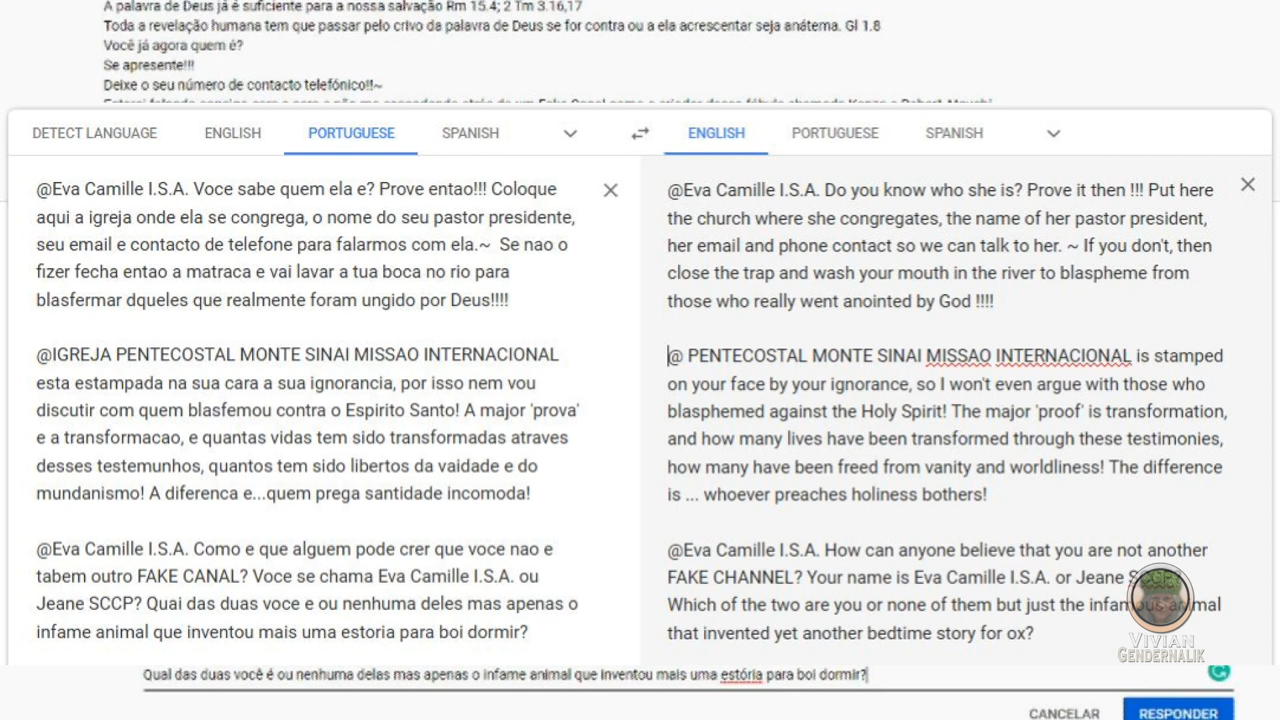 A palavra de Deus já é suficiente para a nossa salvação Rm 15.4; 2 Tm 3.16,17
Toda a revelação humana tem que passar pelo crivo da palavra de Deus se for contra ou a ela acrescentar seja anátema. Gl 1.8
Você já agora quem é?
Se apresente!!!
Deixe o seu número de contacto telefónico!!~
DETECT LANGUAGE ENGLISH PORTUGUESE SPANISH
ENGLISH PORTUGUESE SPANISH
@Eva Camille I.S.A. Voce sabe quem ela e? Prove entao!!! Coloque
aqui a igreja onde ela se congrega, o nome do seu pastor presidente,
seu email e contacto de telefone para falarmos com ela.~ Se nao o
fizer fecha entao a matraca e vai lavar a tua boca no rio para
blasfermar dqueles que realmente foram ungido por Deus!!!!
@IGREJA PENTECOSTAL MONTE SINAI MISSAO INTERNACIONAL
esta estampada na sua cara a sua ignorancia, por isso nem vou
discutir com quem blasfemou contra o Espirito Santo! A major 'prova'
e a transformacao, e quantas vidas tem sido transformadas atraves
desses testemunhos, quantos tem sido libertos da vaidade e do
mundanismo! A diferenca e...quem prega santidade incomoda!
@Eva Camille I.S.A. Como e que alguem pode crer que voce nao e
tabem outro FAKE CANAL? Voce se chama Eva Camille I.S.A. ou
Jeane SCCP? Quai das duas voce e ou nenhuma deles mas apenas o
infame animal que inventou mais uma estoria para boi dormir?
@Eva Camille I.S.A. Do you know who she is? Prove it then !!! Put here
the church where she congregates, the name of her pastor president,
her email and phone contact so we can talk to her. ~ If you don't, then
close the trap and wash your mouth in the river to blaspheme from
those who really went anointed by God !!!!
@ PENTECOSTAL MONTE SINAI MISSAO INTERNACIONAL is stamped
on your face by your ignorance, so I won't even argue with those who
blasphemed against the Holy Spirit! The major 'proof' is transformation,
and how many lives have been transformed through these testimonies,
how many have been freed from vanity and worldliness! The difference
is ... whoever preaches holiness bothers!
@Eva Camille I.S.A. How can anyone believe that you are not another
FAKE CHANNEL? Your name is Eva Camille I.S.A. or Jeane SCCP?
Which of the two are you or none of them but just the infamous animal
that invented yet another bedtime story for ox?
VIVIAN
GENDERNALIK
Qual das duas você é ou nenhuma delas mas apenas o infame animal que inventou mais uma estória para boi dormir?
CANCELAR RESPONDER